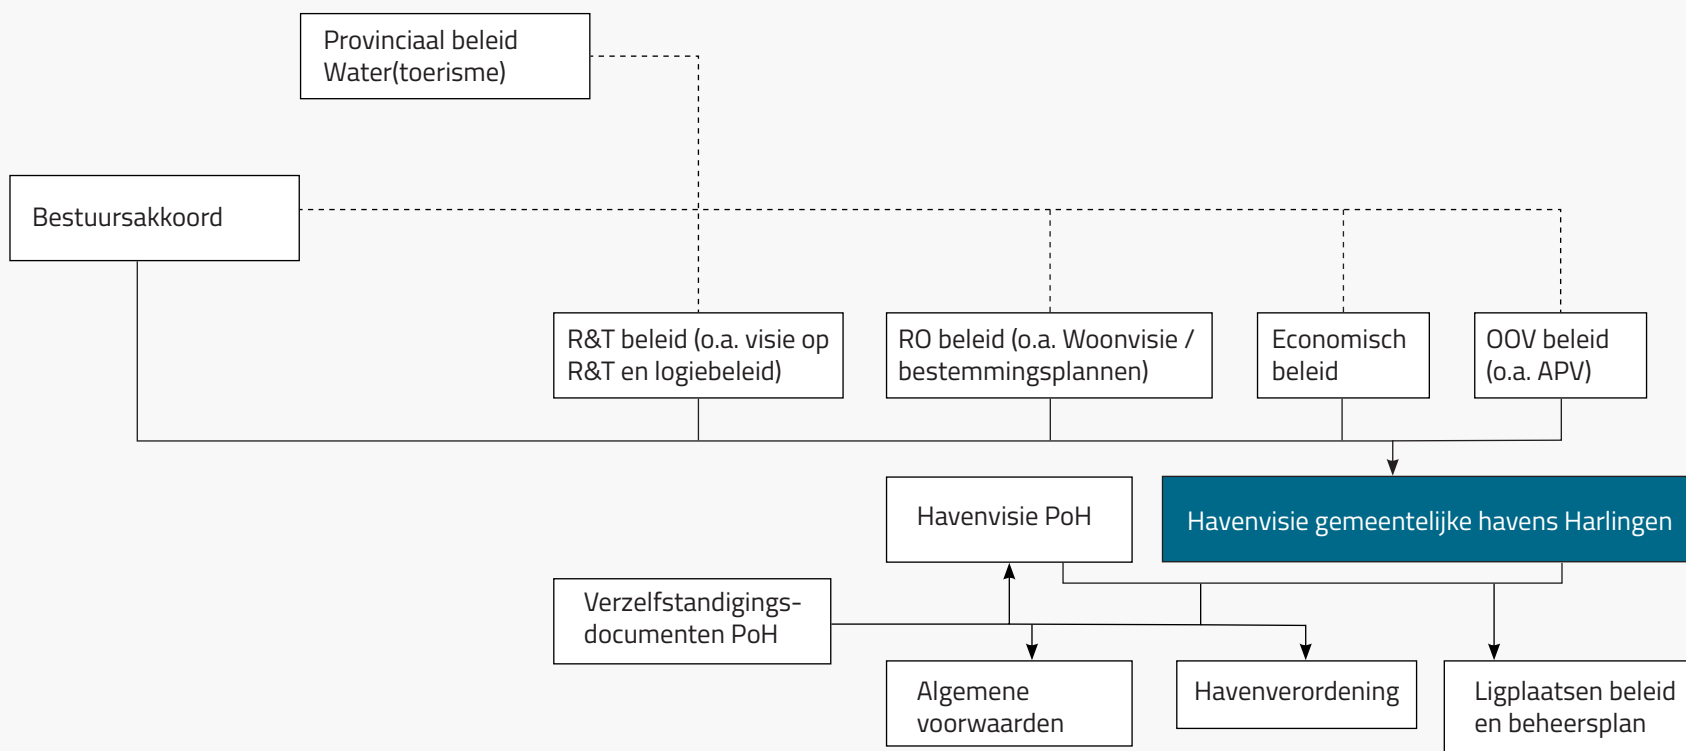 Provinciaal beleid
Water(toerisme)
Bestuursakkoord
R&T beleid (o.a. visie op
R&T en logiebeleid)
RO beleid (o.a. Woonvisie /
bestemmingsplannen)
Economisch
beleid
OOV beleid
(o.a. APV)
Havenvisie PoH
Havenvisie gemeentelijke havens Harlingen
Verzelfstandigings-
documenten PoH
Algemene
voorwaarden
Havenverordening
Ligplaatsen beleid
en beheersplan